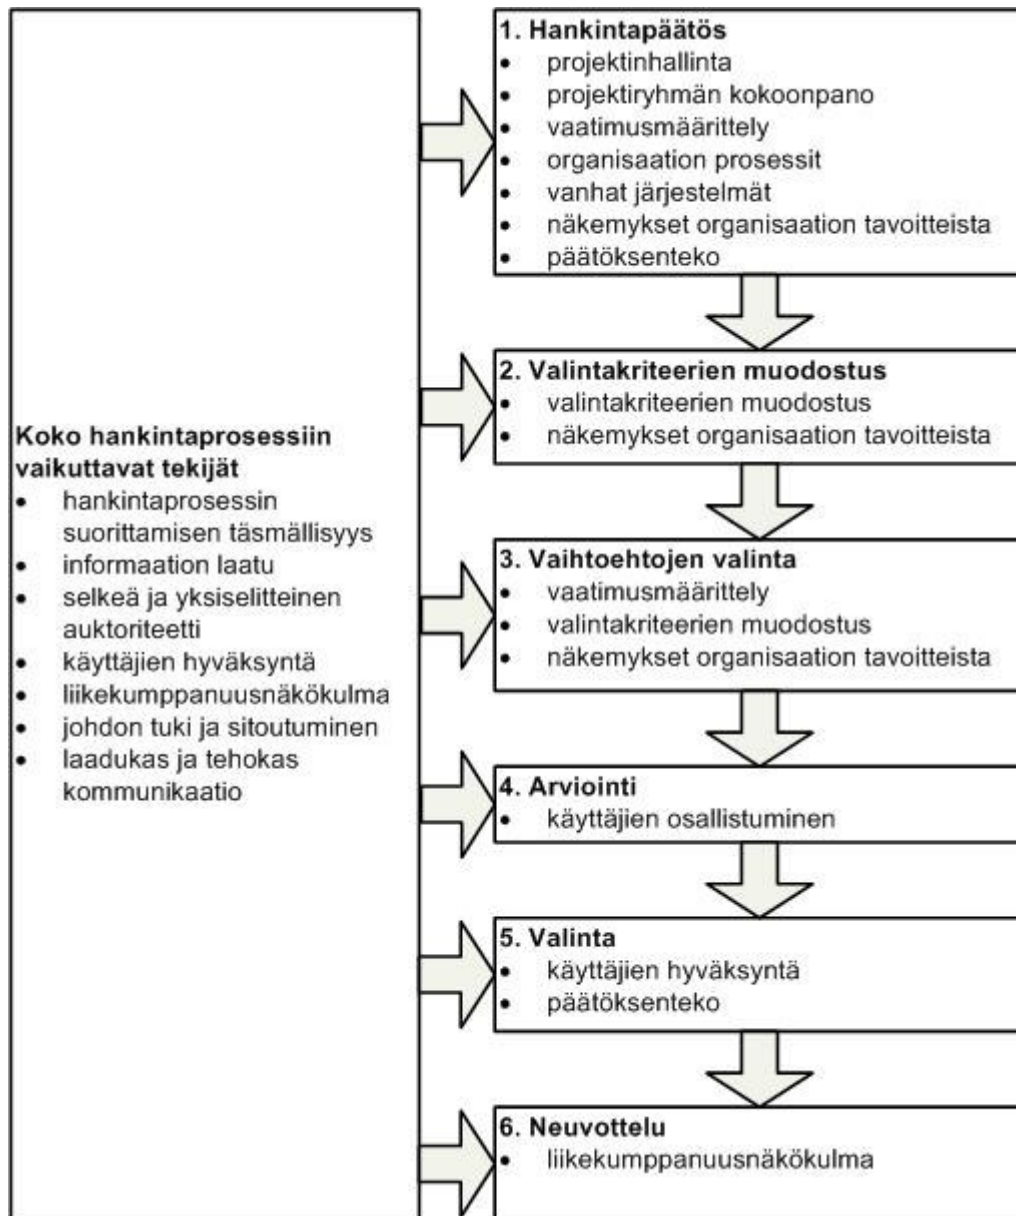 Koko hankintaprosessiin
vaikuttavat tekijät
• hankintaprosessin
suorittamisen täsmällisyys
• informaation laatu
• selkeä ja yksiselitteinen
auktoriteetti
• käyttäjien hyväksyntä
• liikekumppanuusnäkökulma
• johdon tuki ja sitoutuminen
• laadukas ja tehokas
kommunikaatio
1. Hankintapäätös
• projektinhallinta
• projektiryhmän kokoonpano
• vaatimusmäärittely
• organisaation prosessit
• vanhat järjestelmät
• näkemykset organisaation tavoitteista
• päätöksenteko
2. Valintakriteerien muodostus
• valintakriteerien muodostus
• näkemykset organisaation tavoitteista
3. Vaihtoehtojen valinta
• vaatimusmäärittely
• valintakriteerien muodostus
• näkemykset organisaation tavoitteista
4. Arviointi
• käyttäjien osallistuminen
5. Valinta
• käyttäjien hyväksyntä
• päätöksenteko
6. Neuvottelu
• liikekumppanuusnäkökulma